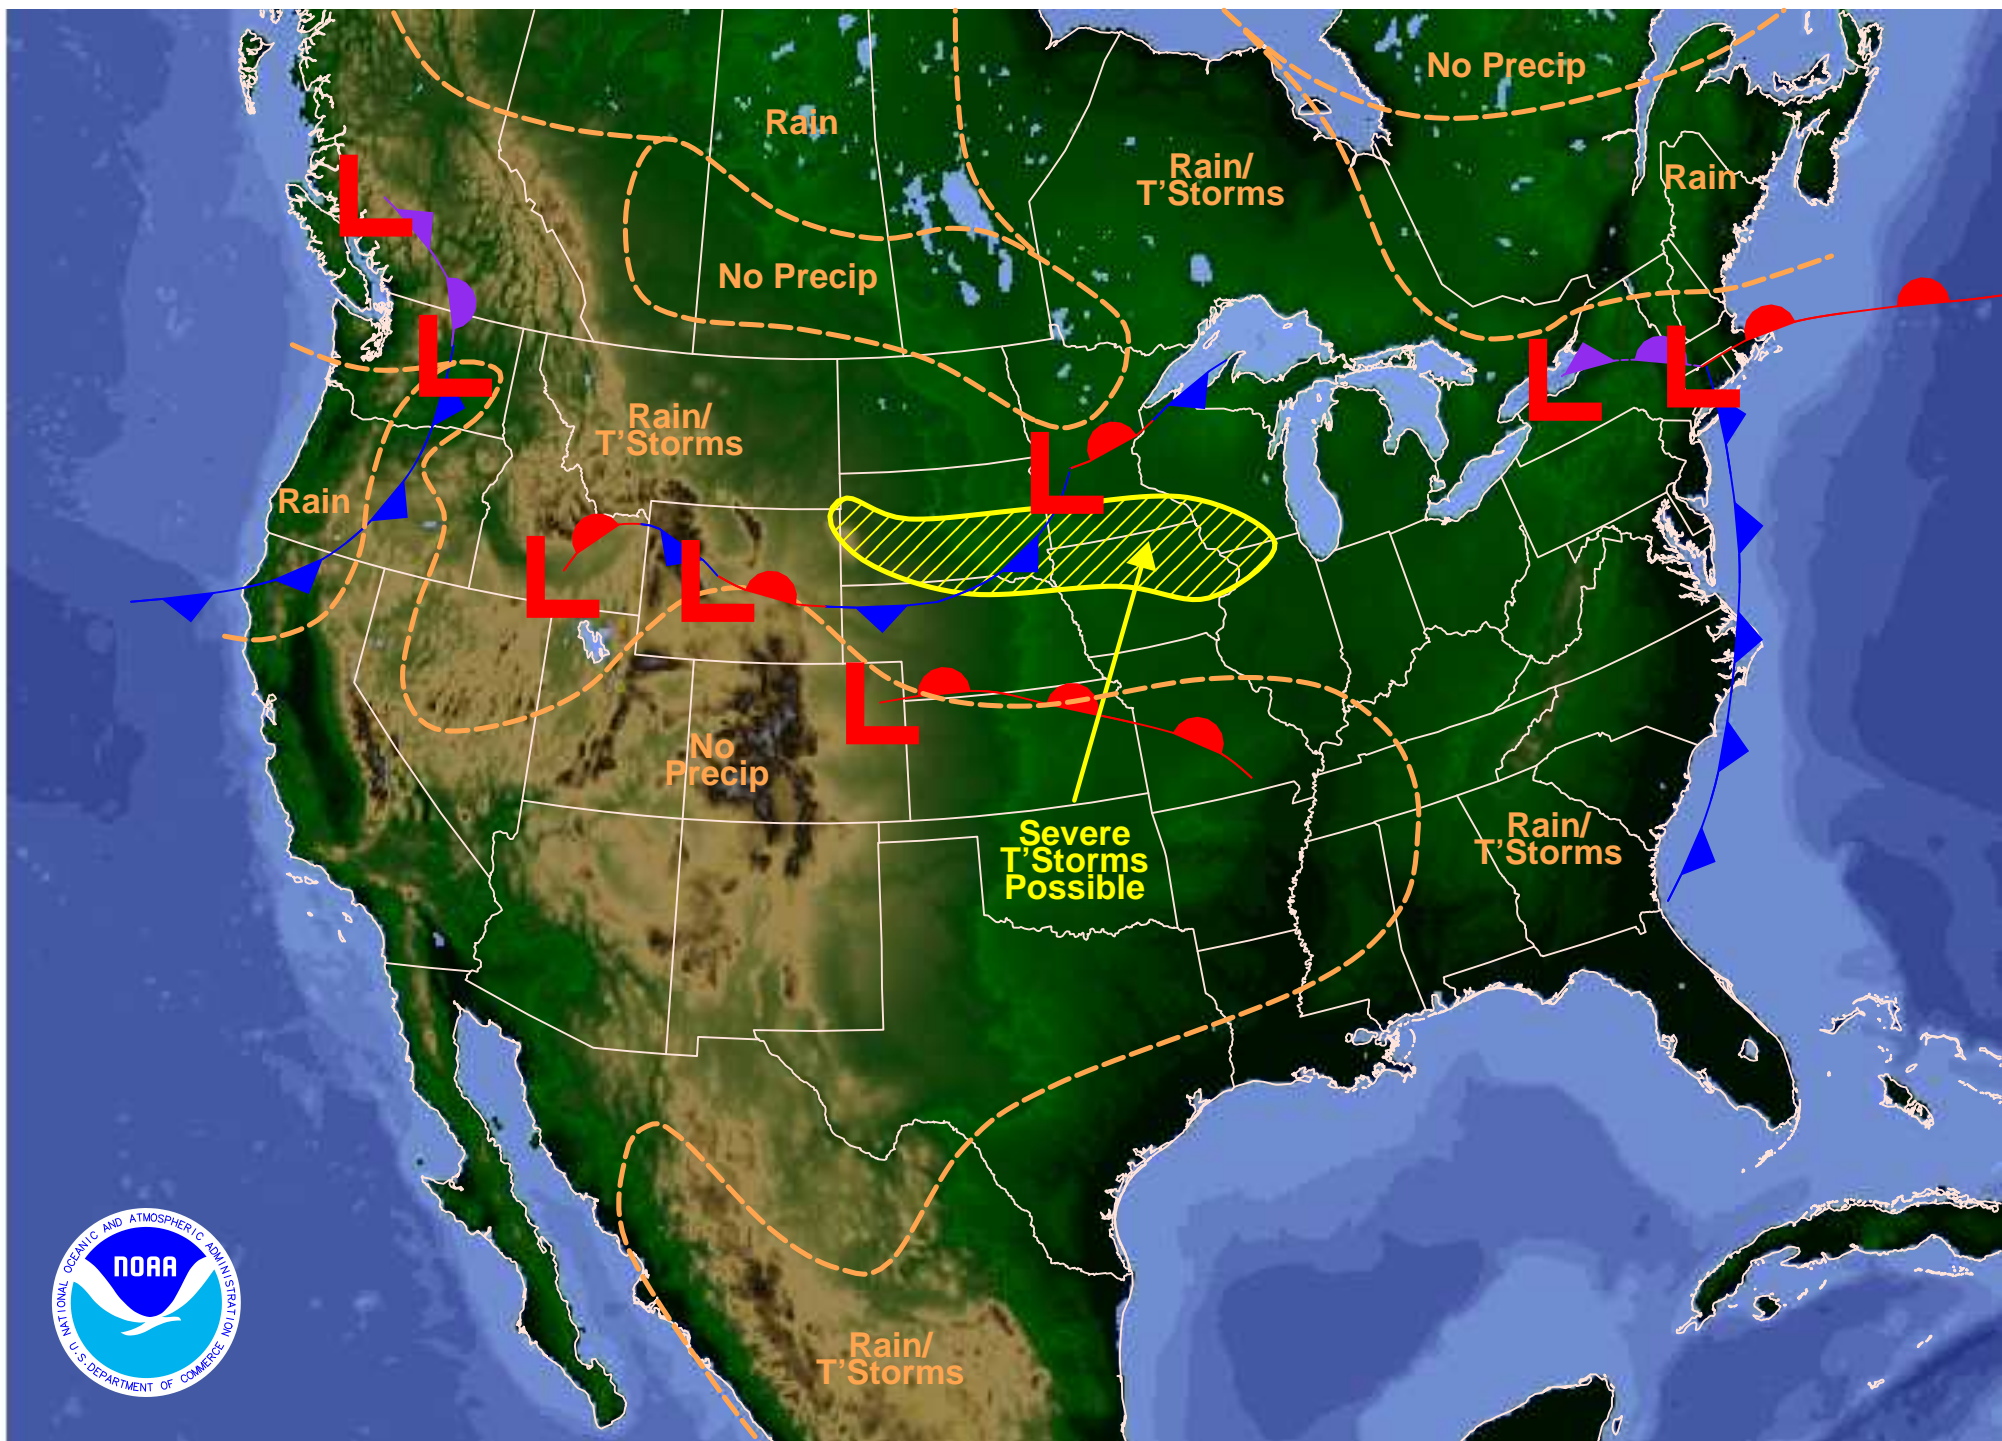 No Precip
Rain
Rain/
T'Storms
Rain
L
No Precip
L
L
L
Rain/
T'Storms
L
Rain
L
L
L
No
Precip
Severe
T'Storms
Possible
Rain/
T'Storms
Rain/
T'Storms
NATIONAL OCEANIC AND ATMOSPHERIC ADMINISTRATION
NOAA
U.S. DEPARTMENT OF COMMERCE